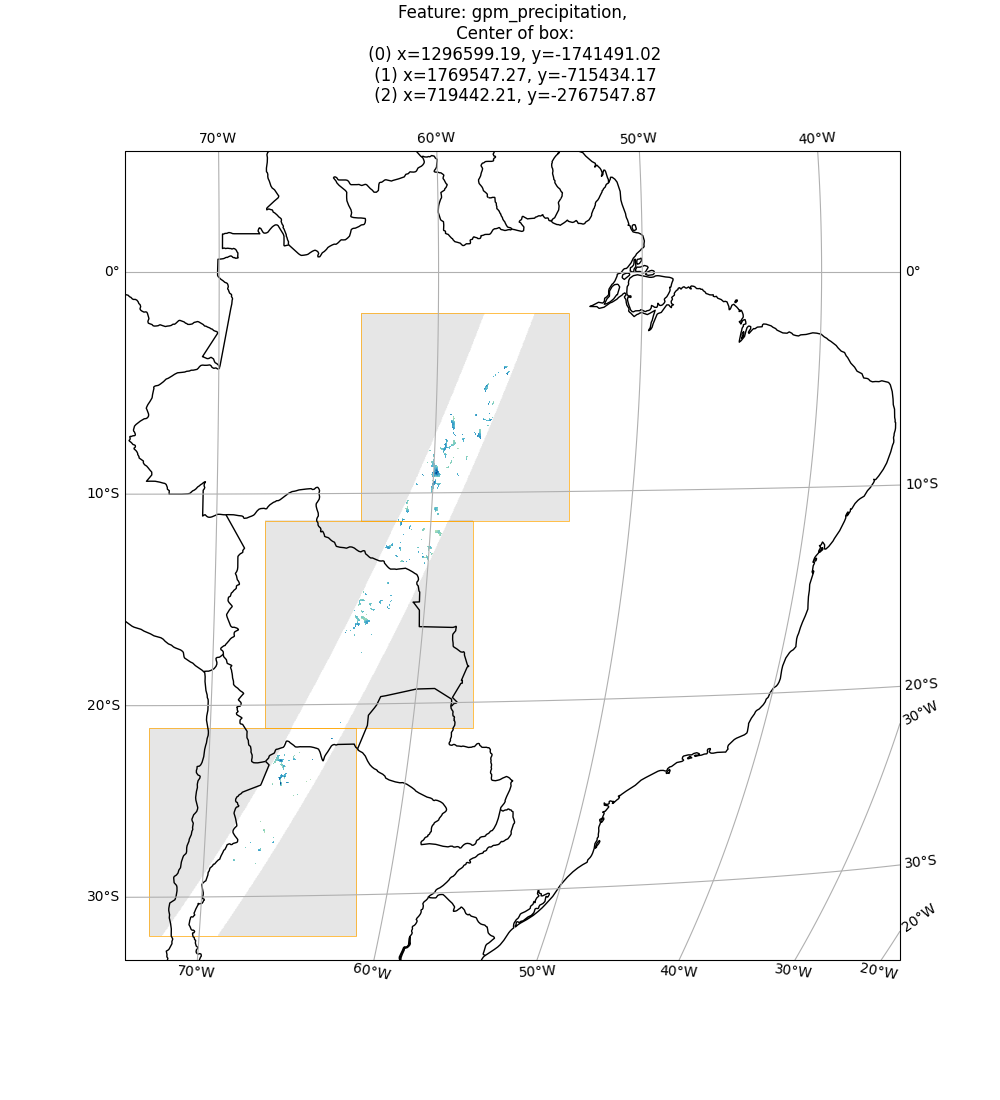 Feature: gpm_precipitation,
Center of box:
(0) x=1296599.19, y=-1741491.02
(1) x=1769547.27, y=-715434.17
(2) x=719442.21, y=-2767547.87
70°W 60°W 50°W 40°W
0° 0°
10°S 10°S
20°S 20°S
30°W
30°S 30°S
20°W
70°W 60°W 50°W 40°W 30°W 20°W